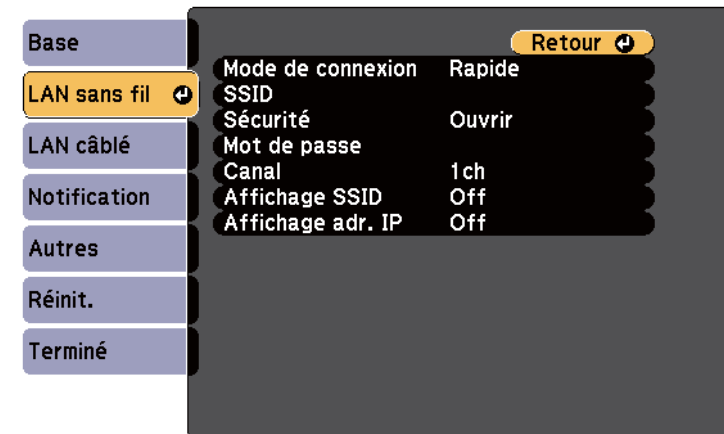 Base
LAN sans fil
LAN câblé
Notification
Autres
Réinit.
Terminé
Retour
Mode de connexion Rapide
SSID
Sécurité Ouvrir
Mot de passe
Canal 1ch
Affichage SSID Off
Affichage adr. IP Off